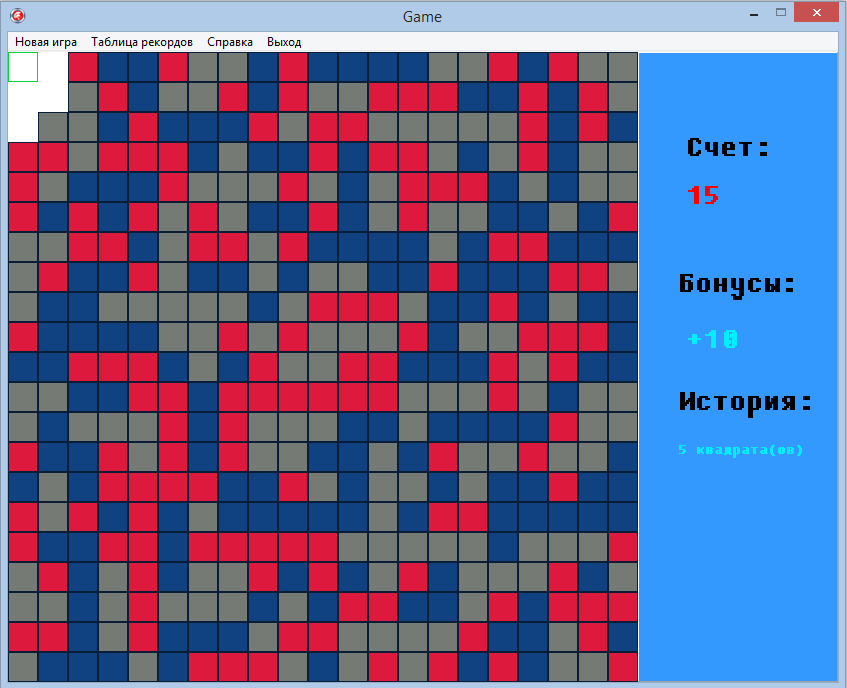 Game
Новая игра Таблица рекордов Справка Выход
Счет:
15
Бонусы:
+10
История:
5 квадрата(ов)